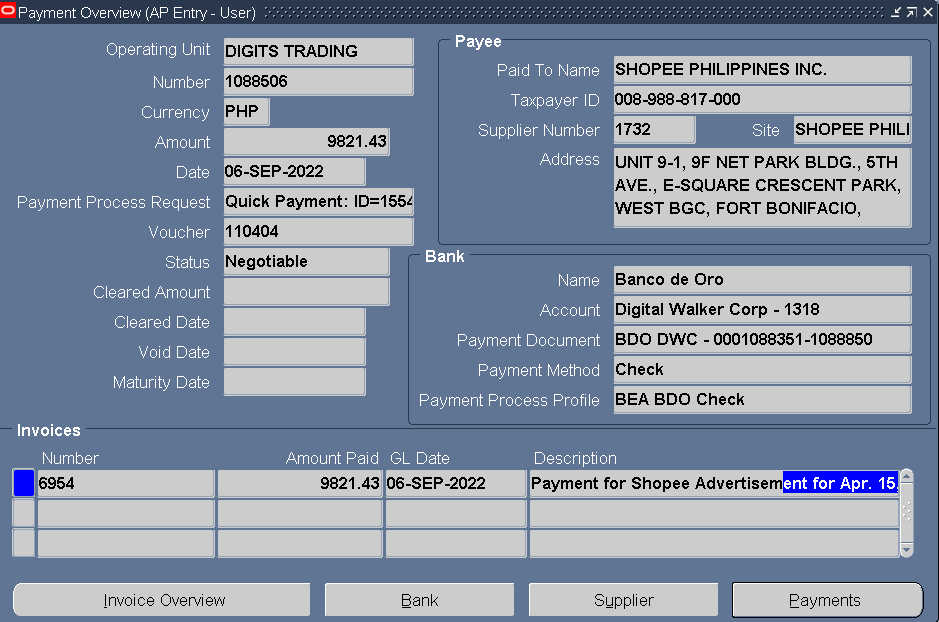 Payment Overview (AP Entry - User)
Operating Unit DIGITS TRADING
Number 1088506
Currency PHP
Amount 9821.43
Date 06-SEP-2022
Payment Process Request Quick Payment: ID=1554
Voucher 110404
Status Negotiable
Cleared Amount
Cleared Date
Void Date
Maturity Date
Payee
Paid To Name SHOPEE PHILIPPINES INC.
Taxpayer ID 008-988-817-000
Supplier Number 1732 Site SHOPEE PHILI
Address UNIT 9-1, 9F NET PARK BLDG., 5TH
AVE., E-SQUARE CRESCENT PARK,
WEST BGC, FORT BONIFACIO,
Bank
Name Banco de Oro
Account Digital Walker Corp - 1318
Payment Document BDO DWC - 0001088351-1088850
Payment Method Check
Payment Process Profile BEA BDO Check
Invoices
Number Amount Paid GL Date Description
6954 9821.43 06-SEP-2022 Payment for Shopee Advertisement for Apr. 15,
Invoice Overview Bank Supplier Payments